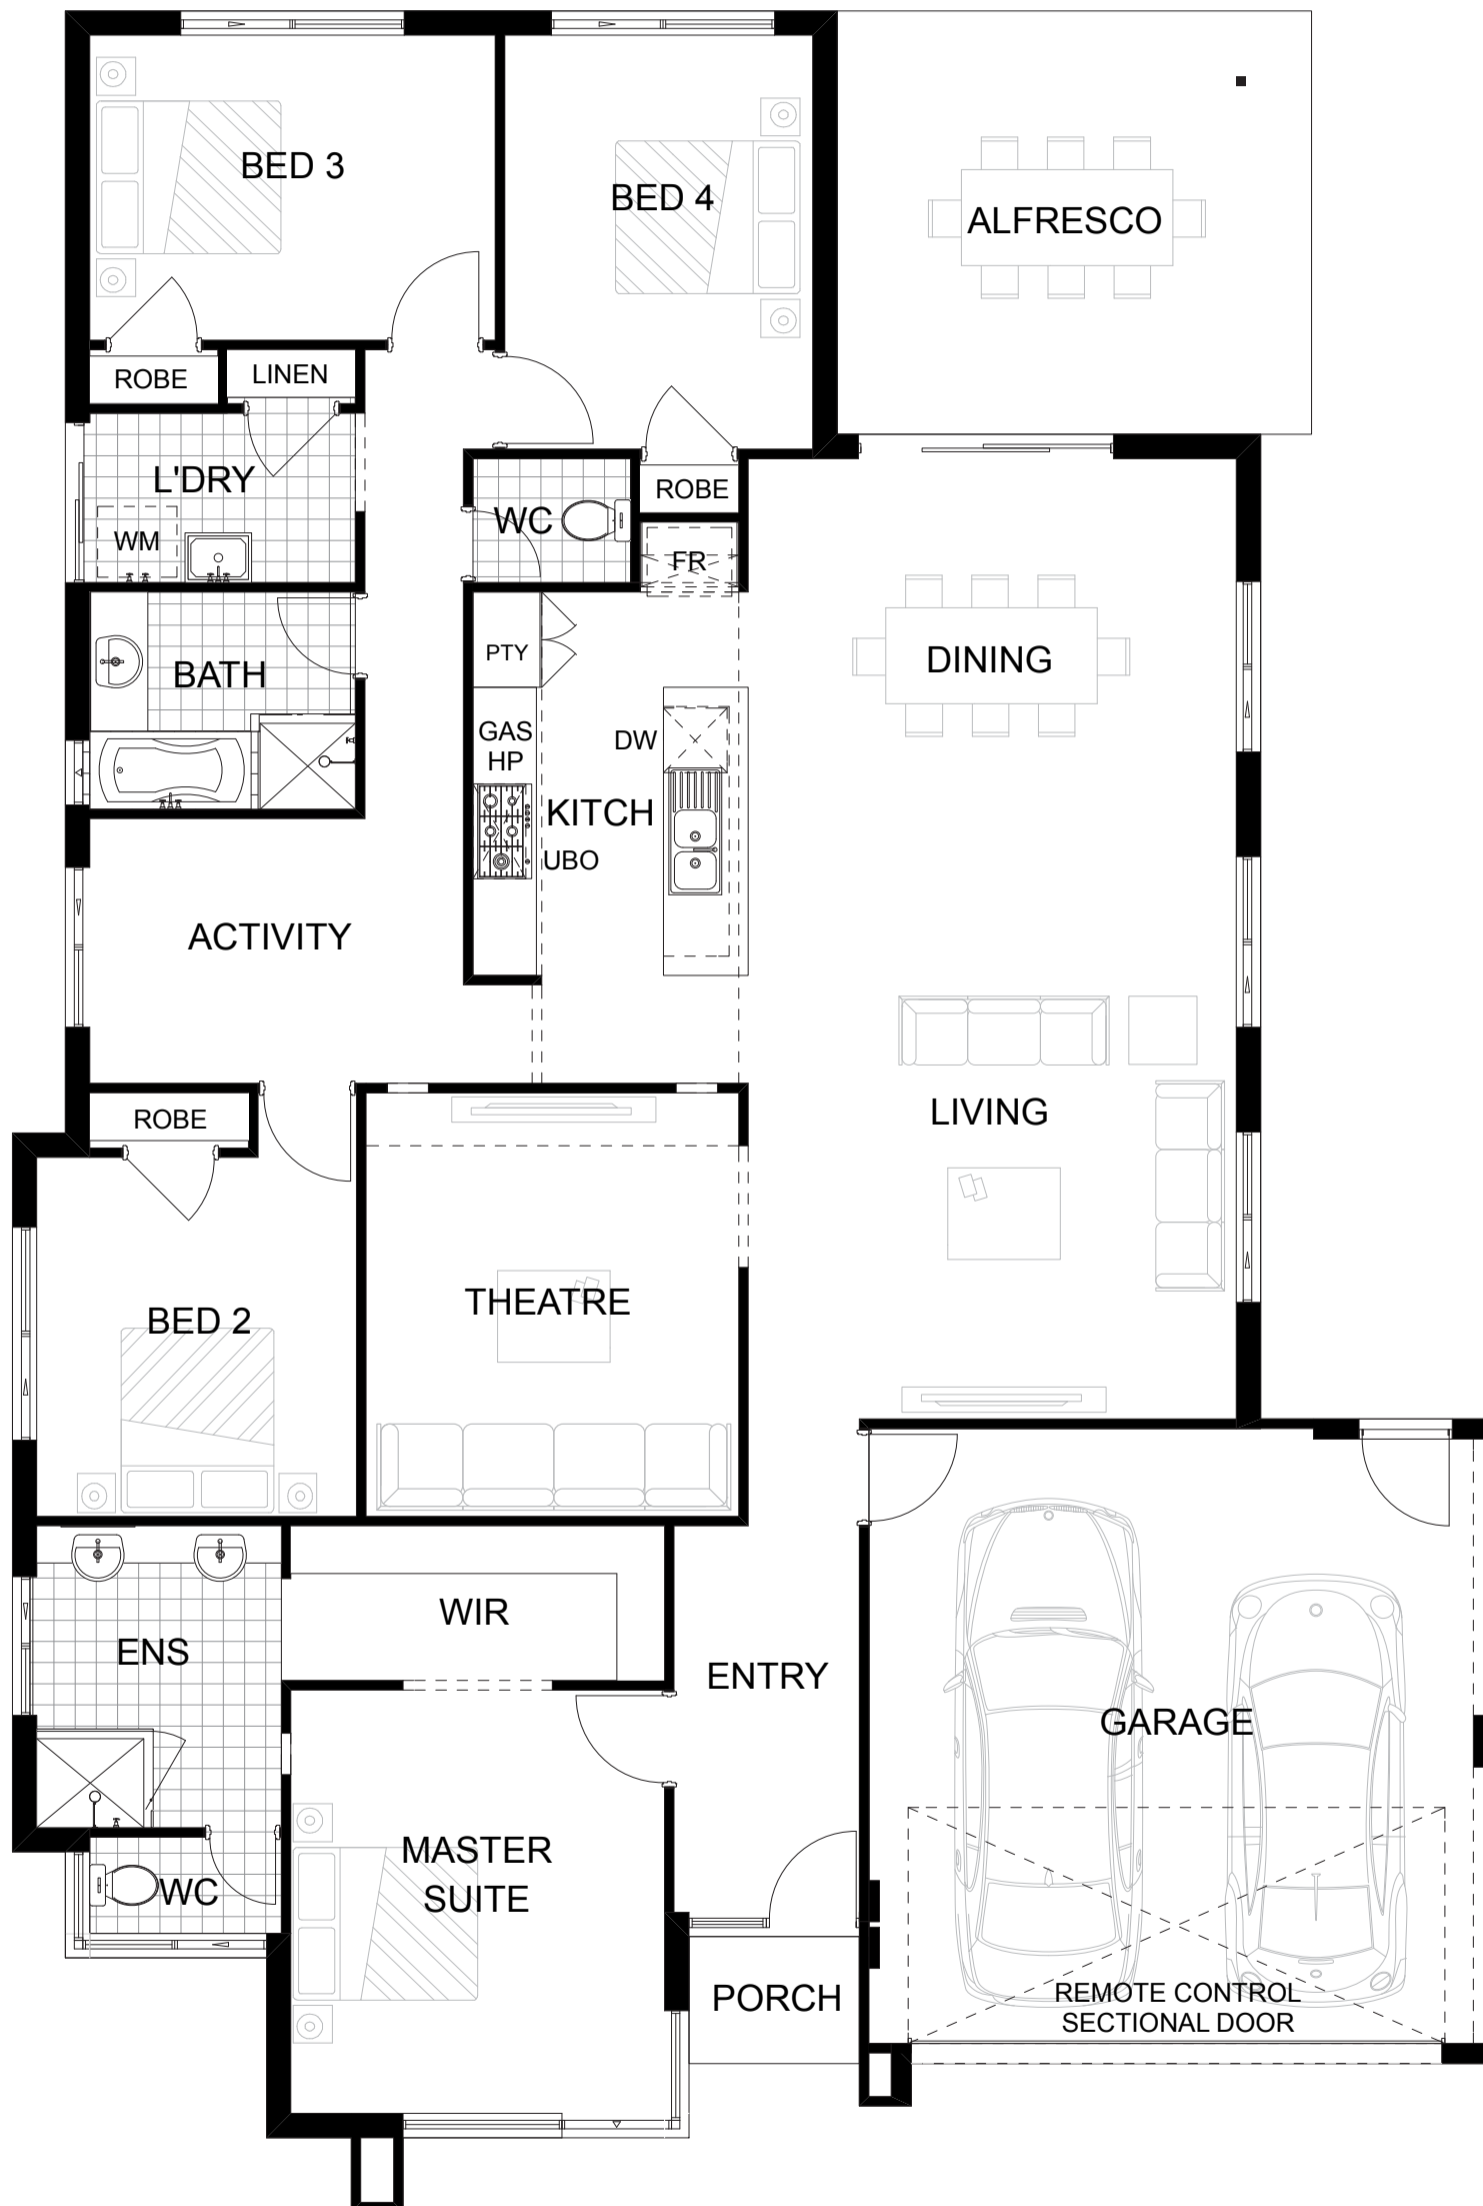 BED 3
BED 4
ALFRESCO
ROBE
LINEN
L'DRY
WM
WC
ROBE
FR
BATH
PTY
DINING
GAS
HP
DW
KITCH
UBO
ACTIVITY
ROBE
LIVING
BED 2
THEATRE
WIR
ENS
ENTRY
GARAGE
MASTER
SUITE
WC
PORCH
REMOTE CONTROL
SECTIONAL DOOR